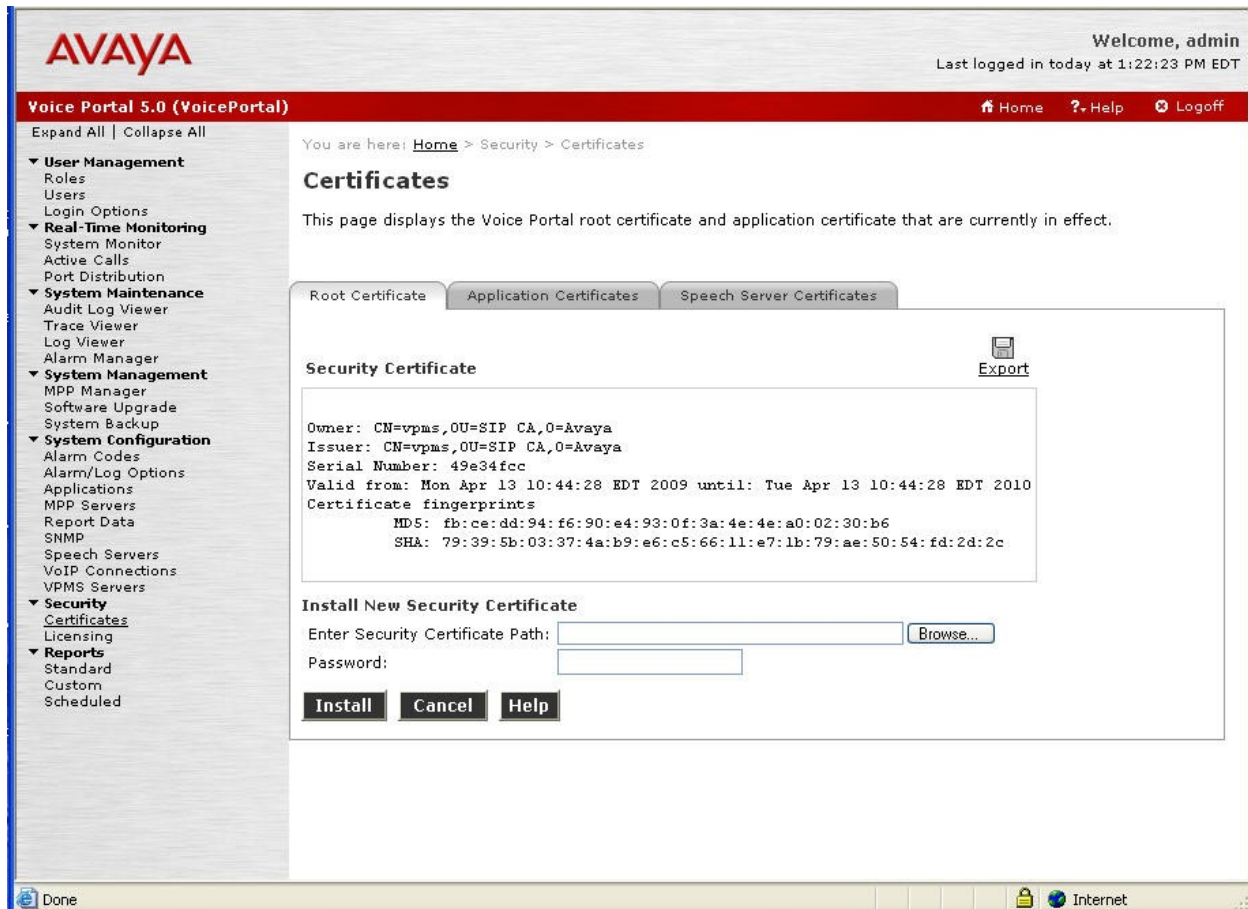 AVAYA
Welcome, admin
Last logged in today at 1:22:23 PM EDT
Voice Portal 5.0 (VoicePortal)
Home
?▾ Help
Logoff
Expand All | Collapse All
▼ User Management
Roles
Users
Login Options
▼ Real-Time Monitoring
System Monitor
Active Calls
Port Distribution
▼ System Maintenance
Audit Log Viewer
Trace Viewer
Log Viewer
Alarm Manager
▼ System Management
MPP Manager
Software Upgrade
System Backup
▼ System Configuration
Alarm Codes
Alarm/Log Options
Applications
MPP Servers
Report Data
SNMP
Speech Servers
VoIP Connections
VPMS Servers
▼ Security
Certificates
Licensing
▼ Reports
Standard
Custom
Scheduled
You are here: Home > Security > Certificates
Certificates
This page displays the Voice Portal root certificate and application certificate that are currently in effect.
Root Certificate
Application Certificates
Speech Server Certificates
Security Certificate
Export
Owner: CN=vpms,OU=SIP CA,O=Avaya
Issuer: CN=vpms,OU=SIP CA,O=Avaya
Serial Number: 49e34fcc
Valid from: Mon Apr 13 10:44:28 EDT 2009 until: Tue Apr 13 10:44:28 EDT 2010
Certificate fingerprints
MD5: fb:ce:dd:94:f6:90:e4:93:0f:3a:4e:4e:a0:02:30:b6
SHA: 79:39:5b:03:37:4a:b9:e6:c5:66:11:e7:1b:79:ae:50:54:fd:2d:2c
Install New Security Certificate
Enter Security Certificate Path:
Browse...
Password:
Install
Cancel
Help
Done
Internet